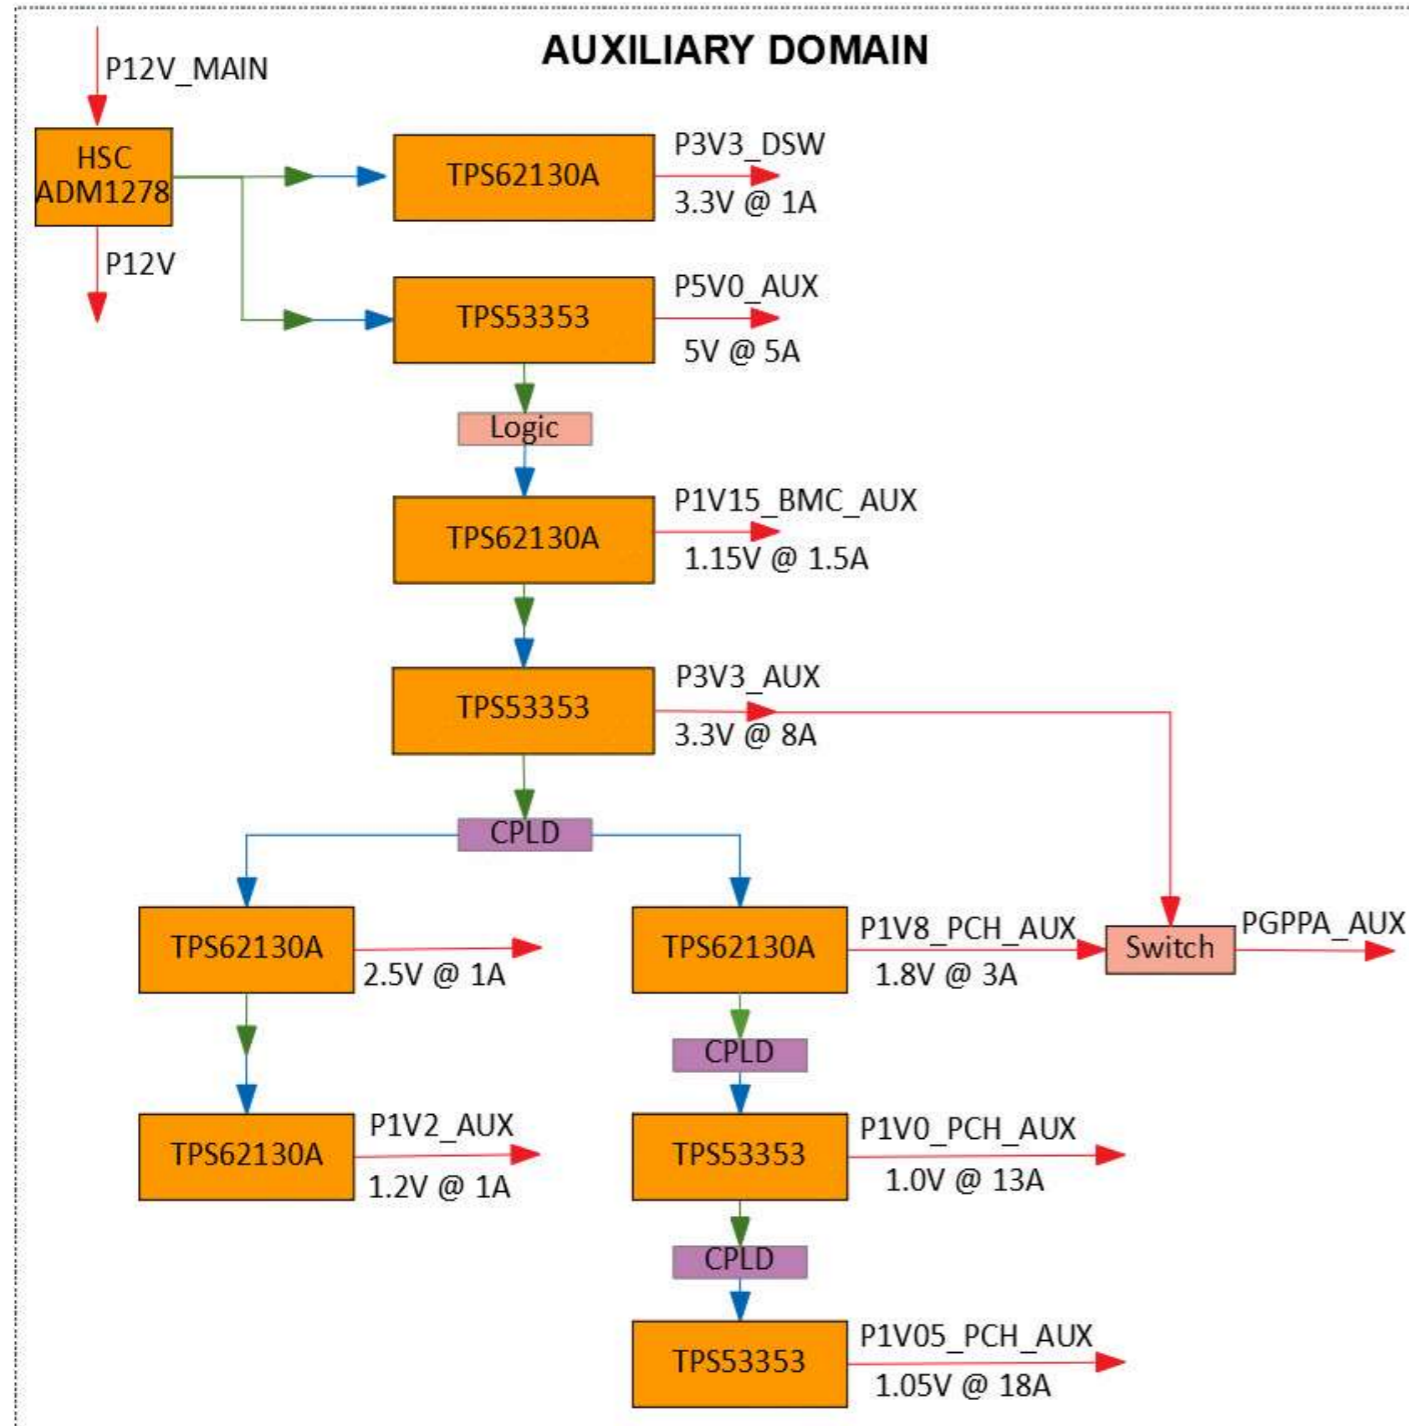 AUXILIARY DOMAIN
P12V_MAIN
HSC
ADM1278
P12V
TPS62130A
P3V3_DSW
3.3V @ 1A
TPS53353
P5V0_AUX
5V @ 5A
Logic
TPS62130A
P1V15_BMC_AUX
1.15V @ 1.5A
TPS53353
P3V3_AUX
3.3V @ 8A
CPLD
TPS62130A
2.5V @ 1A
TPS62130A
P1V8_PCH_AUX
1.8V @ 3A
Switch
PGPPA_AUX
CPLD
TPS62130A
P1V2_AUX
1.2V @ 1A
TPS53353
P1V0_PCH_AUX
1.0V @ 13A
CPLD
TPS53353
P1V05_PCH_AUX
1.05V @ 18A